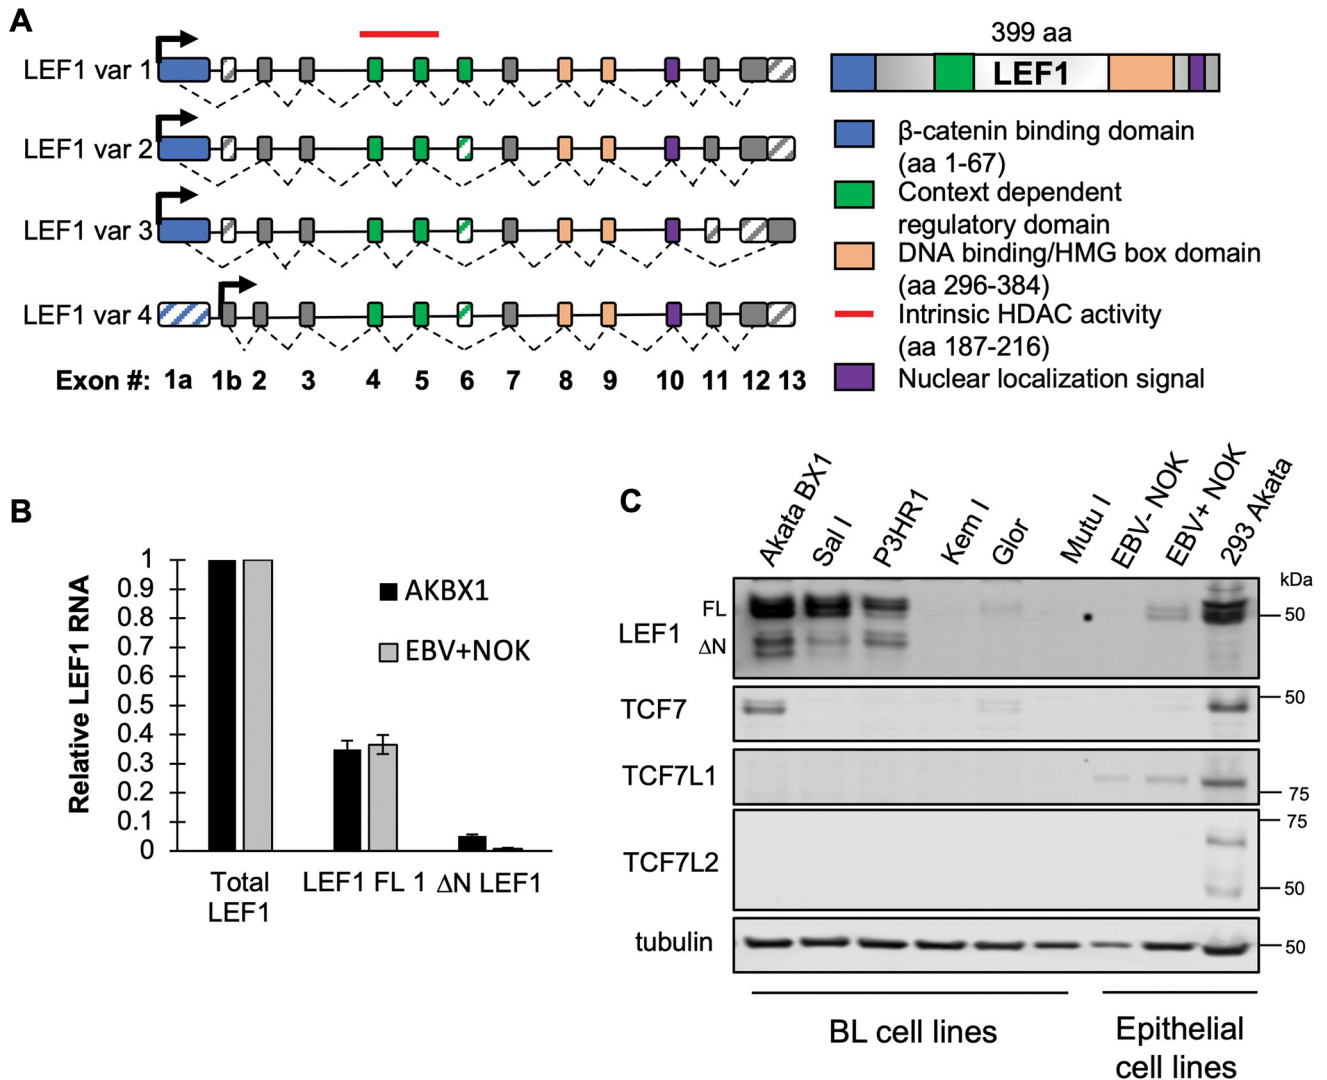 A
LEF1 var 1
LEF1 var 2
LEF1 var 3
LEF1 var 4
Exon #: 1a 1b 2 3 4 5 6 7 8 9 10 11 12 13
399 aa
LEF1
β-catenin binding domain
(aa 1-67)
Context dependent
regulatory domain
DNA binding/HMG box domain
(aa 296-384)
Intrinsic HDAC activity
(aa 187-216)
Nuclear localization signal
B
Relative LEF1 RNA
1
0.9
0.8
0.7
0.6
0.5
0.4
0.3
0.2
0.1
0
AKBX1
EBV+NOK
Total
LEF1
LEF1 FL 1
ΔN LEF1
C
Akata BX1
Sal I
P3HR1
Kem I
Glor
Mutu I
EBV- NOK
EBV+ NOK
293 Akata
kDa
LEF1
FL
ΔN
50
TCF7
50
TCF7L1
75
TCF7L2
75
50
tubulin
50
BL cell lines
Epithelial
cell lines